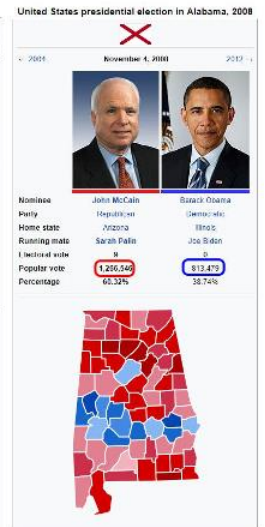 United States presidential election in Alabama, 2008
← 2004 November 4, 2008 2012 →
Nominee John McCain Barack Obama
Party Republican Democratic
Home state Arizona Illinois
Running mate Sarah Palin Joe Biden
Electoral vote 9 0
Popular vote 1,266,546 813,479
Percentage 60.32% 38.74%